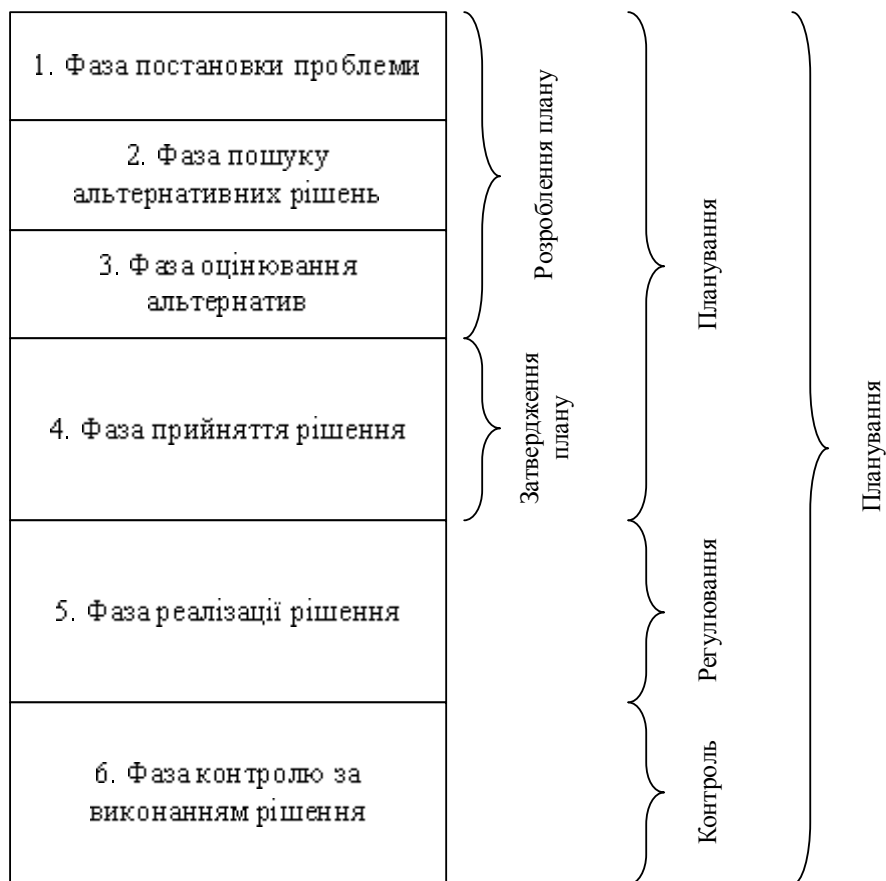 1. Фаза постановки проблеми
2. Фаза пошуку
альтернативних рішень
3. Фаза оцінювання
альтернатив
4. Фаза прийняття рішення
5. Фаза реалізації рішення
6. Фаза контролю за
виконанням рішення
Розроблення плану
Затвердження
плану
Планування
Регулювання
Контроль
Планування